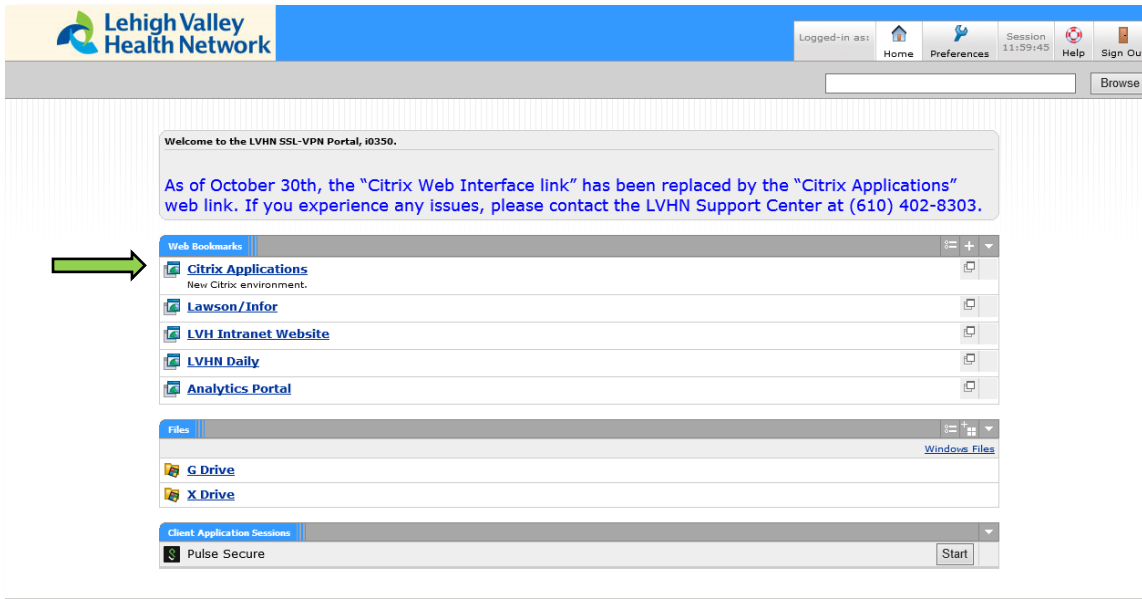 Lehigh Valley
Health Network
Logged-in as:
Home
Preferences
Session
11:59:45
Help
Sign Ou
Browse
Welcome to the LVHN SSL-VPN Portal, i0350.
As of October 30th, the “Citrix Web Interface link” has been replaced by the “Citrix Applications”
web link. If you experience any issues, please contact the LVHN Support Center at (610) 402-8303.
Web Bookmarks
Citrix Applications
New Citrix environment.
Lawson/Infor
LVH Intranet Website
LVHN Daily
Analytics Portal
Files
Windows Files
G Drive
X Drive
Client Application Sessions
Pulse Secure
Start